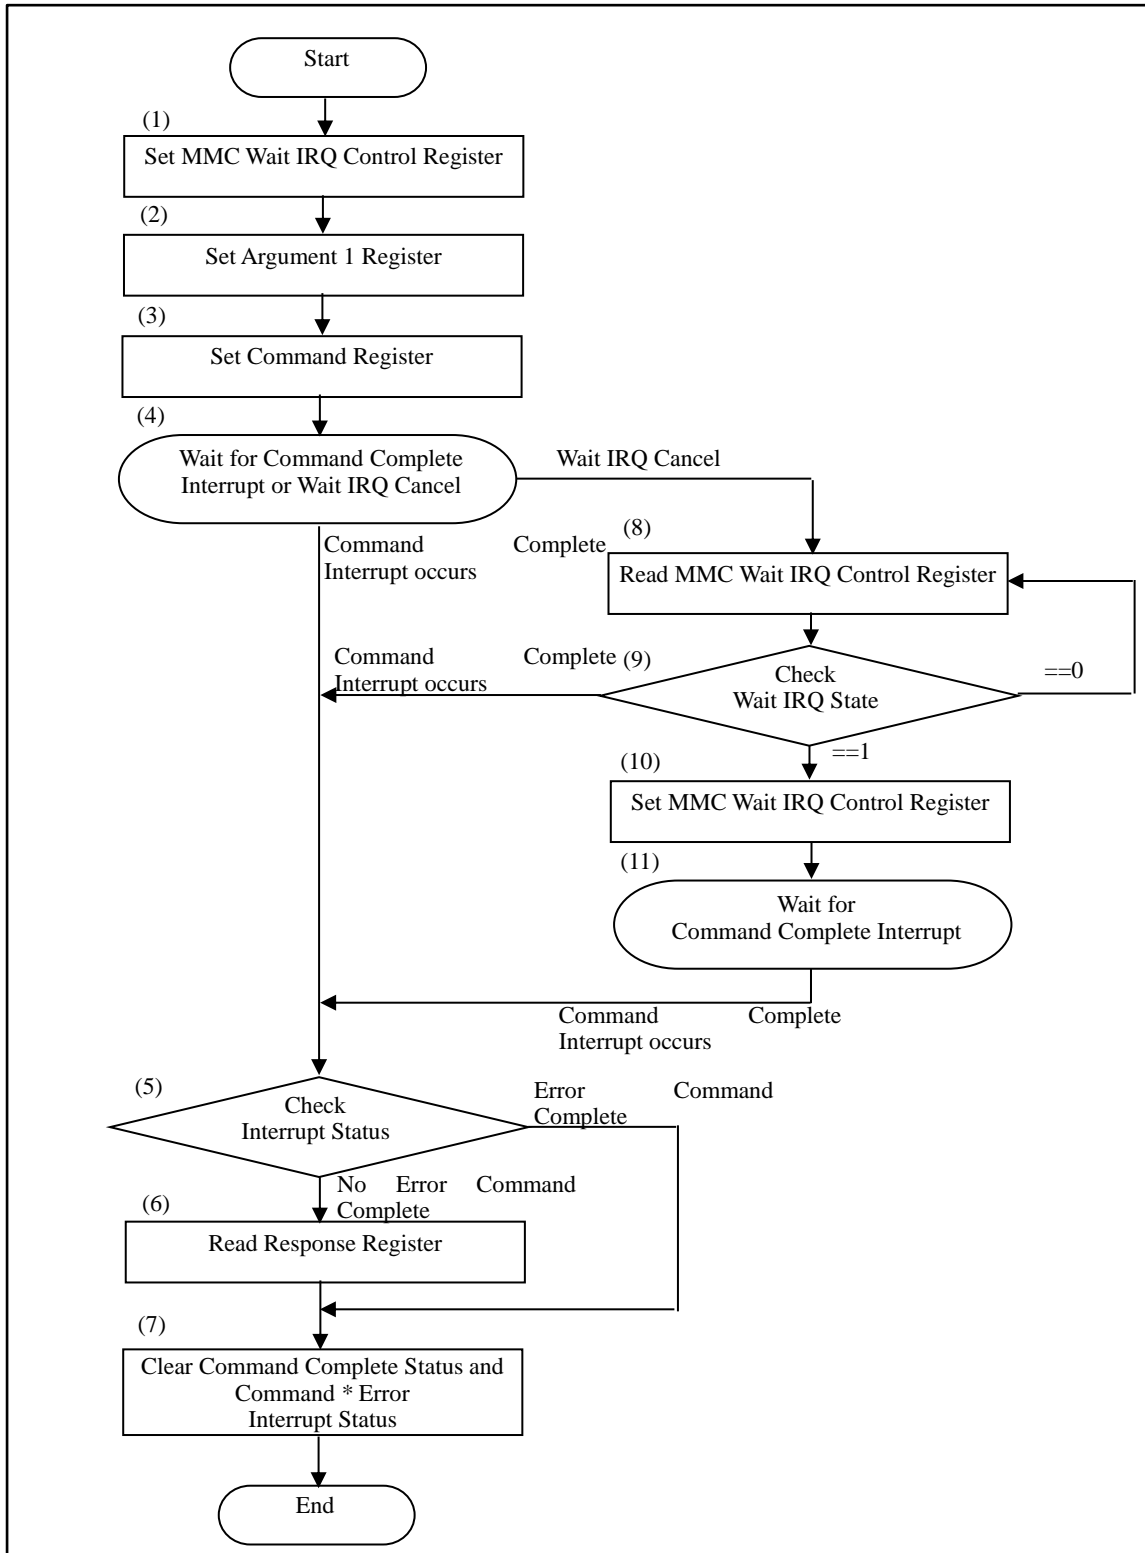 Start
(1)
Set MMC Wait IRQ Control Register
(2)
Set Argument 1 Register
(3)
Set Command Register
(4)
Wait for Command Complete
Interrupt or Wait IRQ Cancel
Wait IRQ Cancel
Command Complete
Interrupt occurs
(8)
Read MMC Wait IRQ Control Register
Command Complete
Interrupt occurs
(9)
Check
Wait IRQ State
==0
==1
(10)
Set MMC Wait IRQ Control Register
(11)
Wait for
Command Complete Interrupt
Command Complete
Interrupt occurs
(5)
Check
Interrupt Status
Error Command
Complete
No Error Command
Complete
(6)
Read Response Register
(7)
Clear Command Complete Status and
Command * Error
Interrupt Status
End